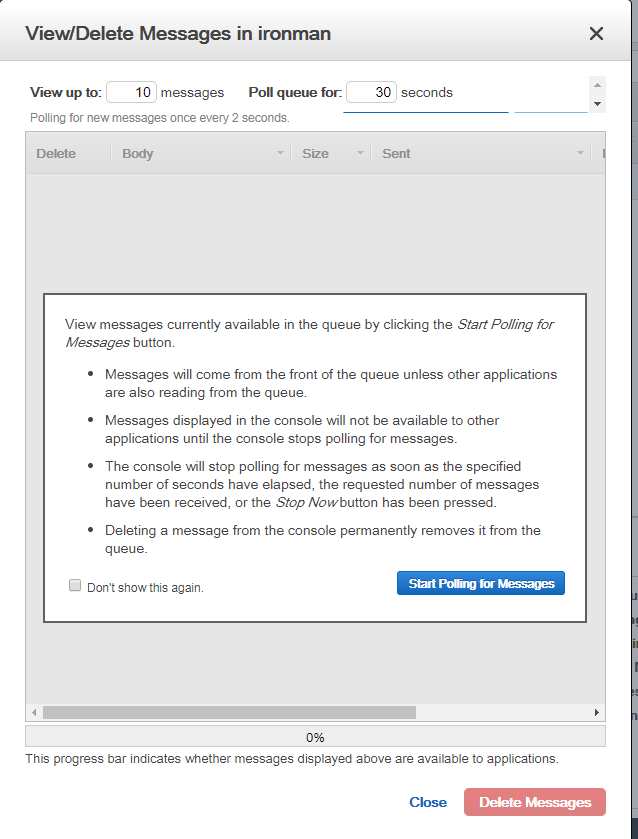 View/Delete Messages in ironman
View up to: 10 messages Poll queue for: 30 seconds
Polling for new messages once every 2 seconds.
Delete Body Size Sent
View messages currently available in the queue by clicking the Start Polling for
Messages button.
• Messages will come from the front of the queue unless other applications
are also reading from the queue.
• Messages displayed in the console will not be available to other
applications until the console stops polling for messages.
• The console will stop polling for messages as soon as the specified
number of seconds have elapsed, the requested number of messages
have been received, or the Stop Now button has been pressed.
• Deleting a message from the console permanently removes it from the
queue.
Don't show this again. Start Polling for Messages
0%
This progress bar indicates whether messages displayed above are available to applications.
Close Delete Messages